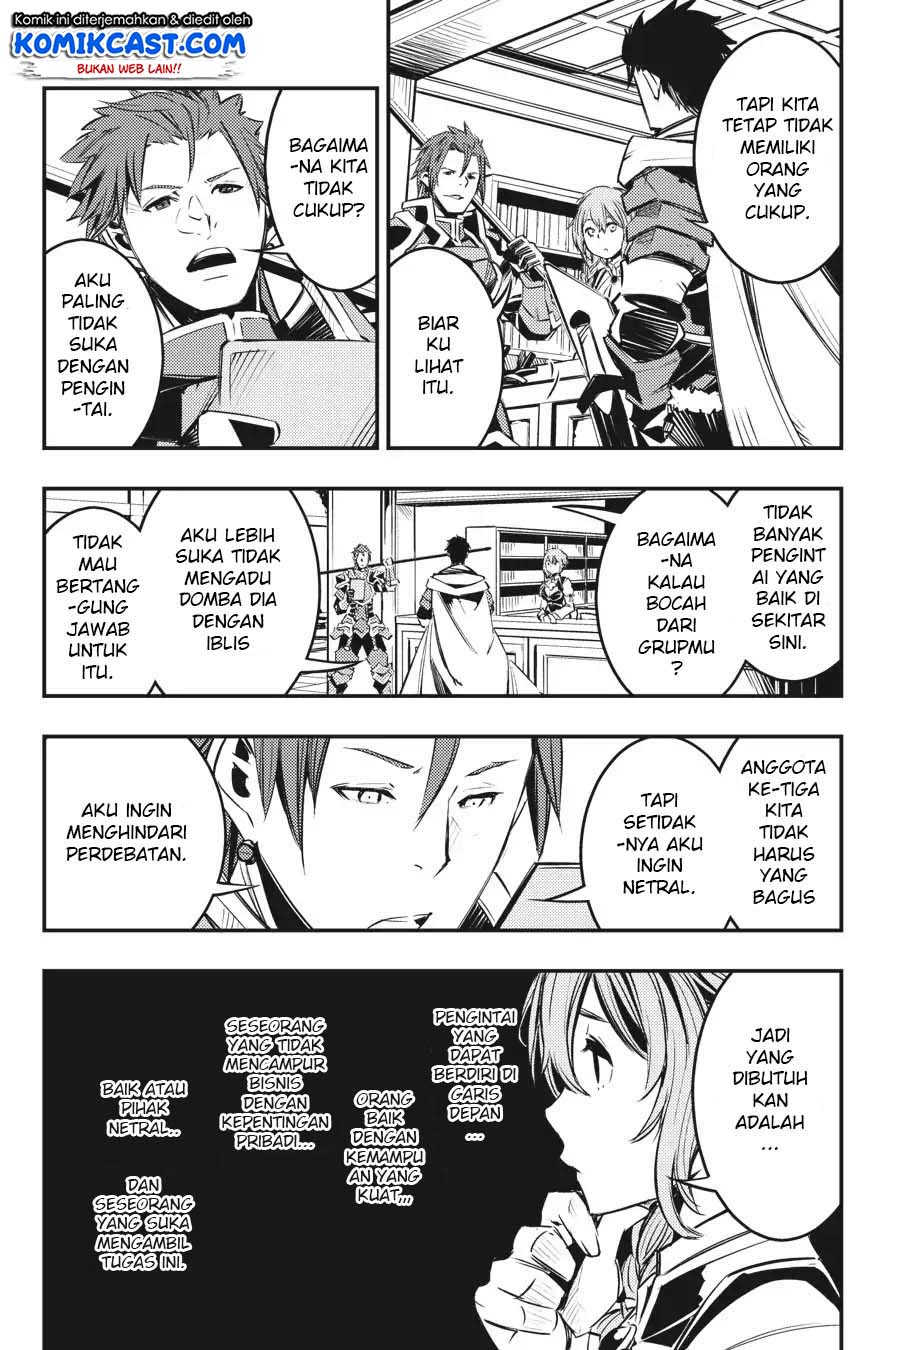 Komik ini diterjemahkan & diedit oleh
KOMIKCAST.COM
BUKAN WEB LAIN!!
TAPI KITA
TETAP TIDAK
MEMILIKI
ORANG
YANG
CUKUP.
BIAR
KU
LIHAT
ITU.
BAGAIMA
-NA KITA
TIDAK
CUKUP?
AKU
PALING
TIDAK
SUKA
DENGAN
PENGIN
-TAI.
TIDAK
BANYAK
PENGINT
AI YANG
BAIK DI
SEKITAR
SINI.
BAGAIMA
-NA
KALAU
BOCAH
DARI
GRUPMU
?
AKU LEBIH
SUKA TIDAK
MENGADU
DOMBA DIA
DENGAN
IBLIS
TIDAK
MAU
BERTANG
-GUNG
JAWAB
UNTUK
ITU.
ANGGOTA
KE-TIGA
KITA
TIDAK
HARUS
YANG
BAGUS
TAPI
SETIDAK
-NYA AKU
INGIN
NETRAL.
AKU INGIN
MENGHINDARI
PERDEBATAN.
JADI
YANG
DIBUTUH
KAN
ADALAH
...
PENGINTAI
YANG
DAPAT
BERDIRI DI
GARIS
DEPAN
...
ORANG
BAIK
DENGAN
KEMAMPU
AN YANG
KUAT,,,
SESEORANG
YANG TIDAK
MENCAMPUR
BISNIS
DENGAN
KEPENTINGAN
PRIBADI...
BAIK ATAU
PIHAK
NETRAL..
DAN
SESEORANG
YANG SUKA
MENGAMBIL
TUGAS INI.